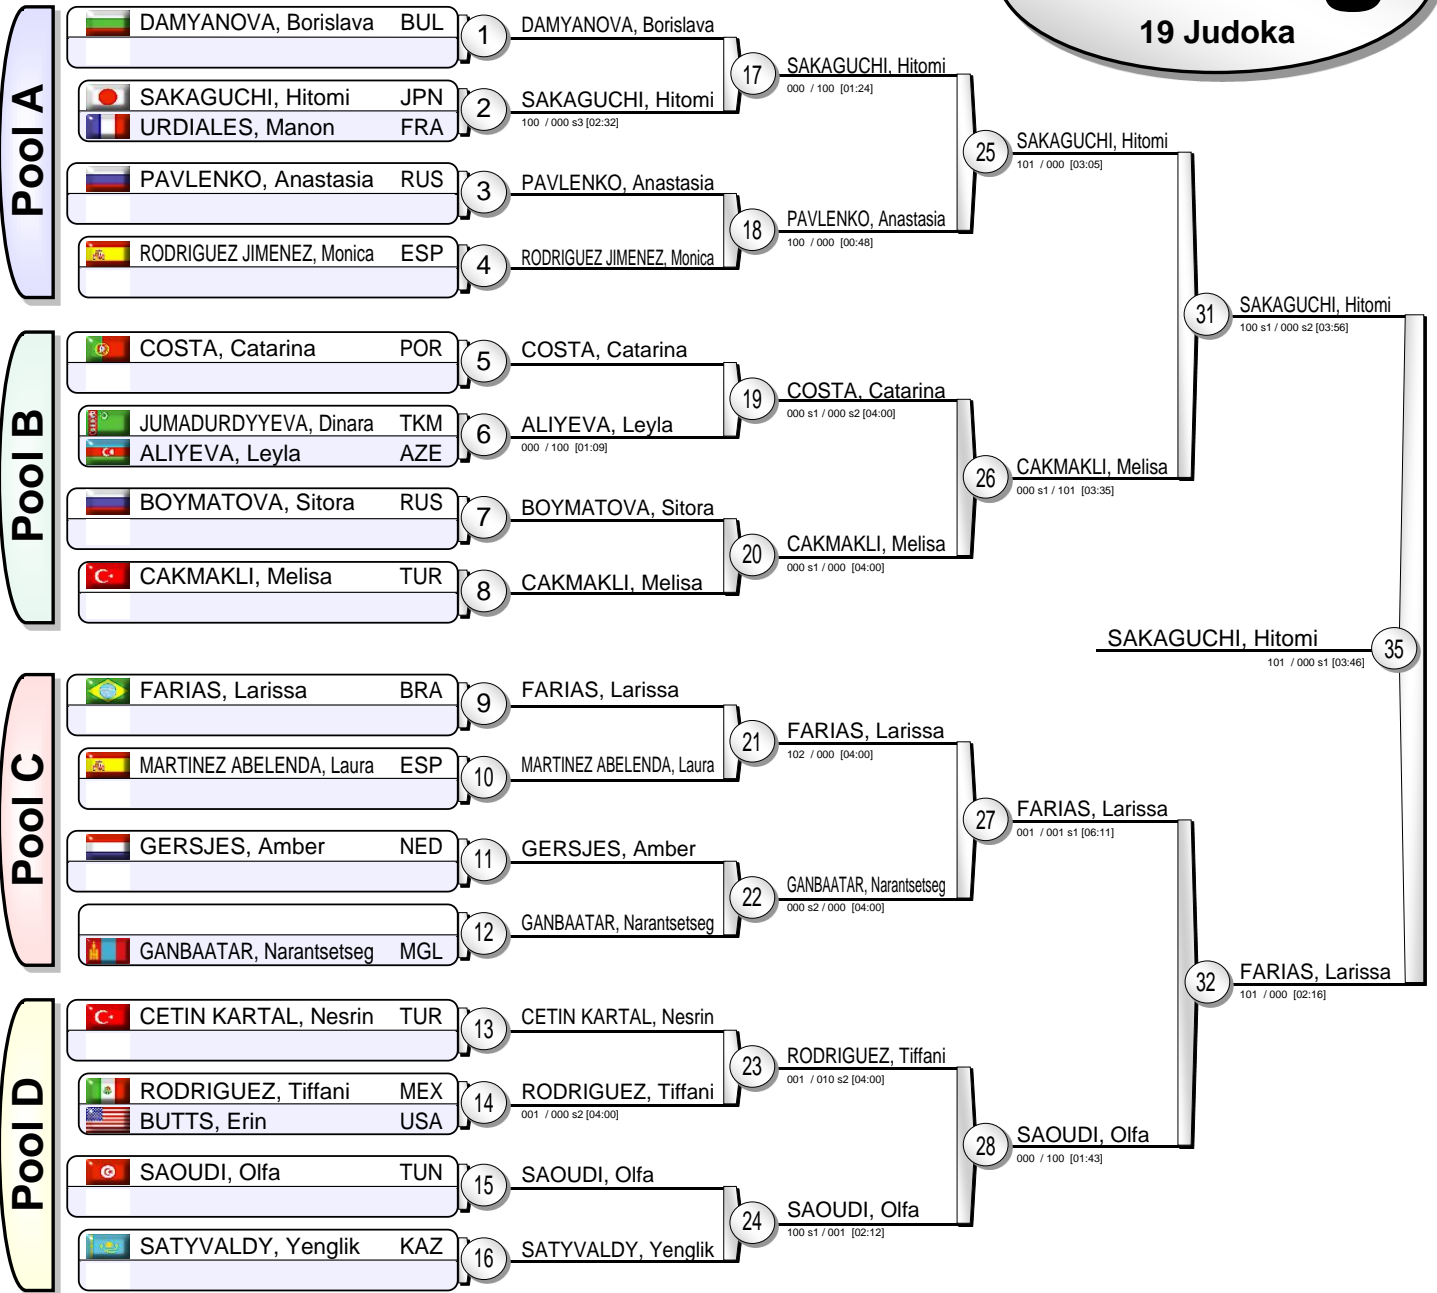 19 Judoka
Pool A
DAMYANOVA, Borislava BUL
1
DAMYANOVA, Borislava
SAKAGUCHI, Hitomi JPN
URDIALES, Manon FRA
2
SAKAGUCHI, Hitomi
100 / 000 s3 [02:32]
17
SAKAGUCHI, Hitomi
000 / 100 [01:24]
PAVLENKO, Anastasia RUS
3
PAVLENKO, Anastasia
RODRIGUEZ JIMENEZ, Monica ESP
4
RODRIGUEZ JIMENEZ, Monica
18
PAVLENKO, Anastasia
100 / 000 [00:48]
25
SAKAGUCHI, Hitomi
101 / 000 [03:05]
Pool B
COSTA, Catarina POR
5
COSTA, Catarina
JUMADURDYYEVA, Dinara TKM
ALIYEVA, Leyla AZE
6
ALIYEVA, Leyla
000 / 100 [01:09]
19
COSTA, Catarina
000 s1 / 000 s2 [04:00]
BOYMATOVA, Sitora RUS
7
BOYMATOVA, Sitora
CAKMAKLI, Melisa TUR
8
CAKMAKLI, Melisa
20
CAKMAKLI, Melisa
000 s1 / 000 [04:00]
26
CAKMAKLI, Melisa
000 s1 / 101 [03:35]
31
SAKAGUCHI, Hitomi
100 s1 / 000 s2 [03:56]
SAKAGUCHI, Hitomi
101 / 000 s1 [03:46]
35
Pool C
FARIAS, Larissa BRA
9
FARIAS, Larissa
MARTINEZ ABELENDA, Laura ESP
10
MARTINEZ ABELENDA, Laura
21
FARIAS, Larissa
102 / 000 [04:00]
GERSJES, Amber NED
11
GERSJES, Amber
GANBAATAR, Narantsetseg MGL
12
GANBAATAR, Narantsetseg
22
GANBAATAR, Narantsetseg
000 s2 / 000 [04:00]
27
FARIAS, Larissa
001 / 001 s1 [06:11]
Pool D
CETIN KARTAL, Nesrin TUR
13
CETIN KARTAL, Nesrin
RODRIGUEZ, Tiffani MEX
BUTTS, Erin USA
14
RODRIGUEZ, Tiffani
001 / 000 s2 [04:00]
23
RODRIGUEZ, Tiffani
001 / 010 s2 [04:00]
SAOUDI, Olfa TUN
15
SAOUDI, Olfa
SATYVALDY, Yenglik KAZ
16
SATYVALDY, Yenglik
24
SAOUDI, Olfa
100 s1 / 001 [02:12]
28
SAOUDI, Olfa
000 / 100 [01:43]
32
FARIAS, Larissa
101 / 000 [02:16]